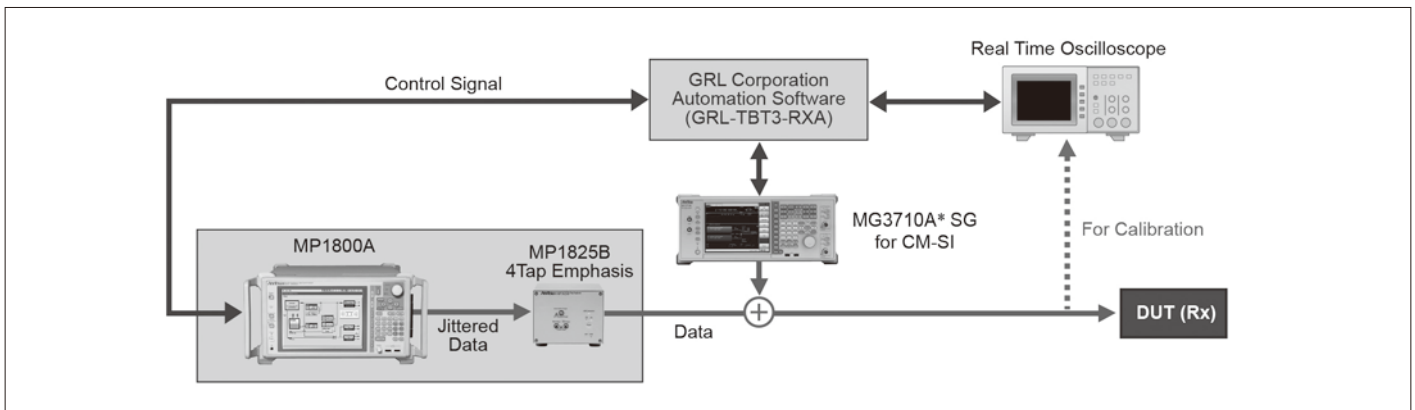 Real Time Oscilloscope
Control Signal
GRL Corporation
Automation Software
(GRL-TBT3-RXA)
MG3710A* SG
for CM-SI
For Calibration
MP1800A
MP1825B
4Tap Emphasis
Jittered
Data
Data
DUT (Rx)